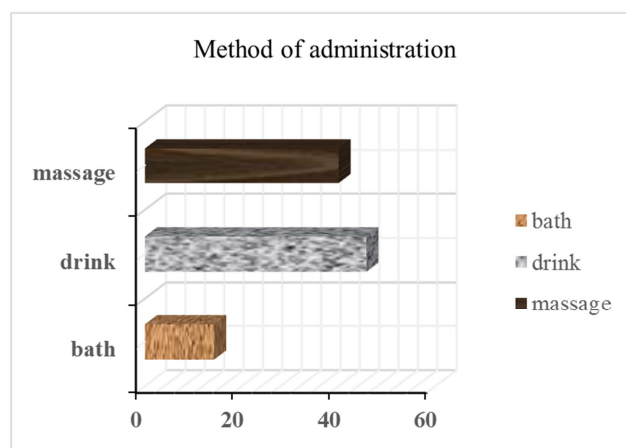 Method of administration
massage
drink
bath
0 20 40 60
bath
drink
massage